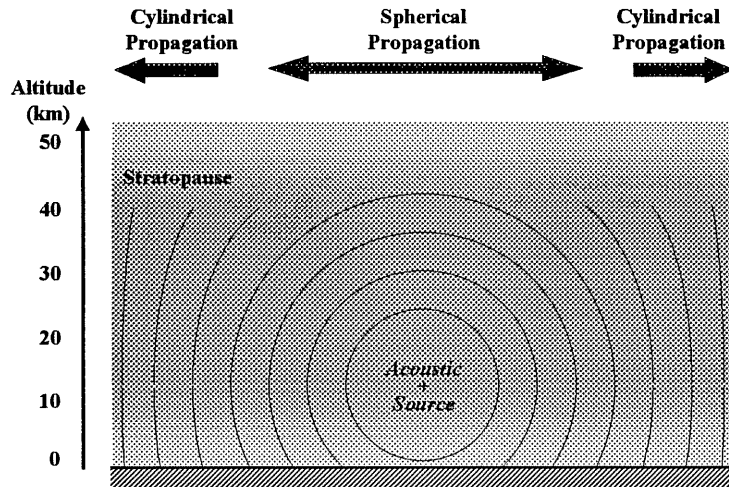 Cylindrical
Propagation
Spherical
Propagation
Cylindrical
Propagation
Altitude
(km)
50
Stratopause
40
30
20
Acoustic
+
10
Source
0